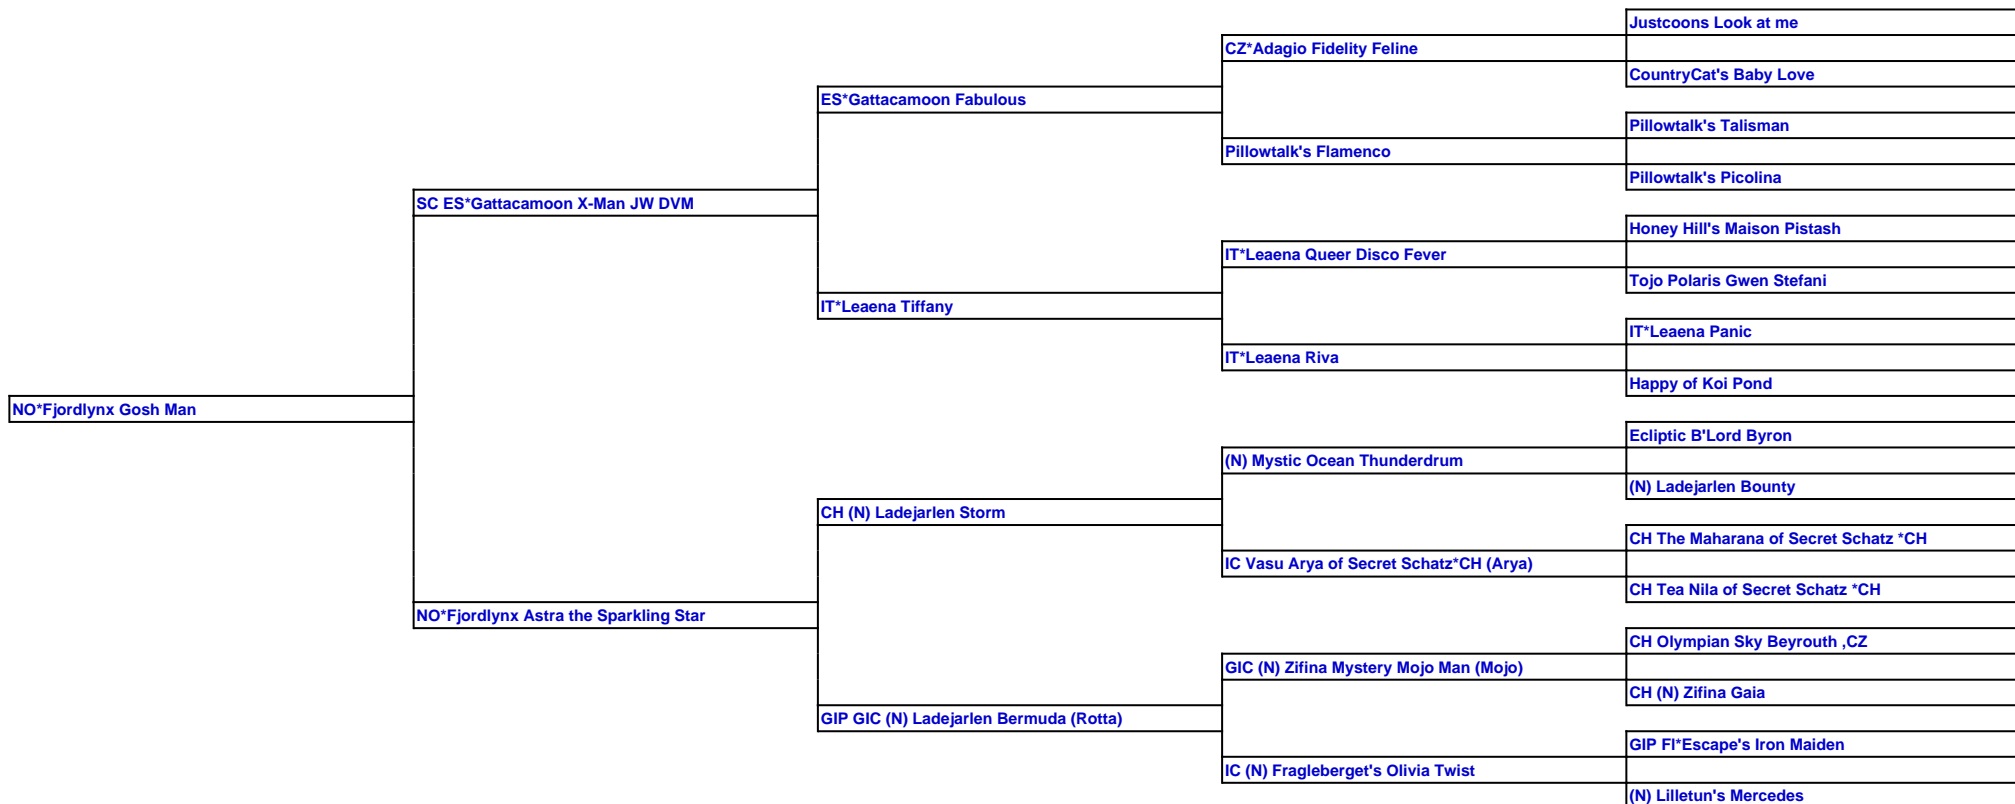 Justcoons Look at me
CZ*Adagio Fidelity Feline
CountryCat's Baby Love
ES*Gattacamoon Fabulous
Pillowtalk's Talisman
Pillowtalk's Flamenco
Pillowtalk's Picolina
SC ES*Gattacamoon X-Man JW DVM
Honey Hill's Maison Pistash
IT*Leaena Queer Disco Fever
Tojo Polaris Gwen Stefani
IT*Leaena Tiffany
IT*Leaena Panic
IT*Leaena Riva
Happy of Koi Pond
NO*Fjordlynx Gosh Man
Ecliptic B'Lord Byron
(N) Mystic Ocean Thunderdrum
(N) Ladejarlen Bounty
CH (N) Ladejarlen Storm
CH The Maharana of Secret Schatz *CH
IC Vasu Arya of Secret Schatz*CH (Arya)
CH Tea Nila of Secret Schatz *CH
NO*Fjordlynx Astra the Sparkling Star
CH Olympian Sky Beyrouth ,CZ
GIC (N) Zifina Mystery Mojo Man (Mojo)
CH (N) Zifina Gaia
GIP GIC (N) Ladejarlen Bermuda (Rotta)
GIP FI*Escape's Iron Maiden
IC (N) Fragleberget's Olivia Twist
(N) Lilletun's Mercedes